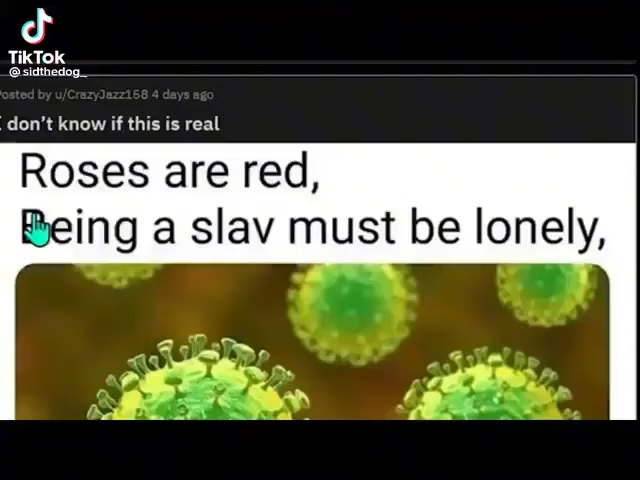 TikTok
@sidthedog_
Posted by u/CrazyJazz158 4 days ago
I don't know if this is real
Roses are red,
Being a slav must be lonely,